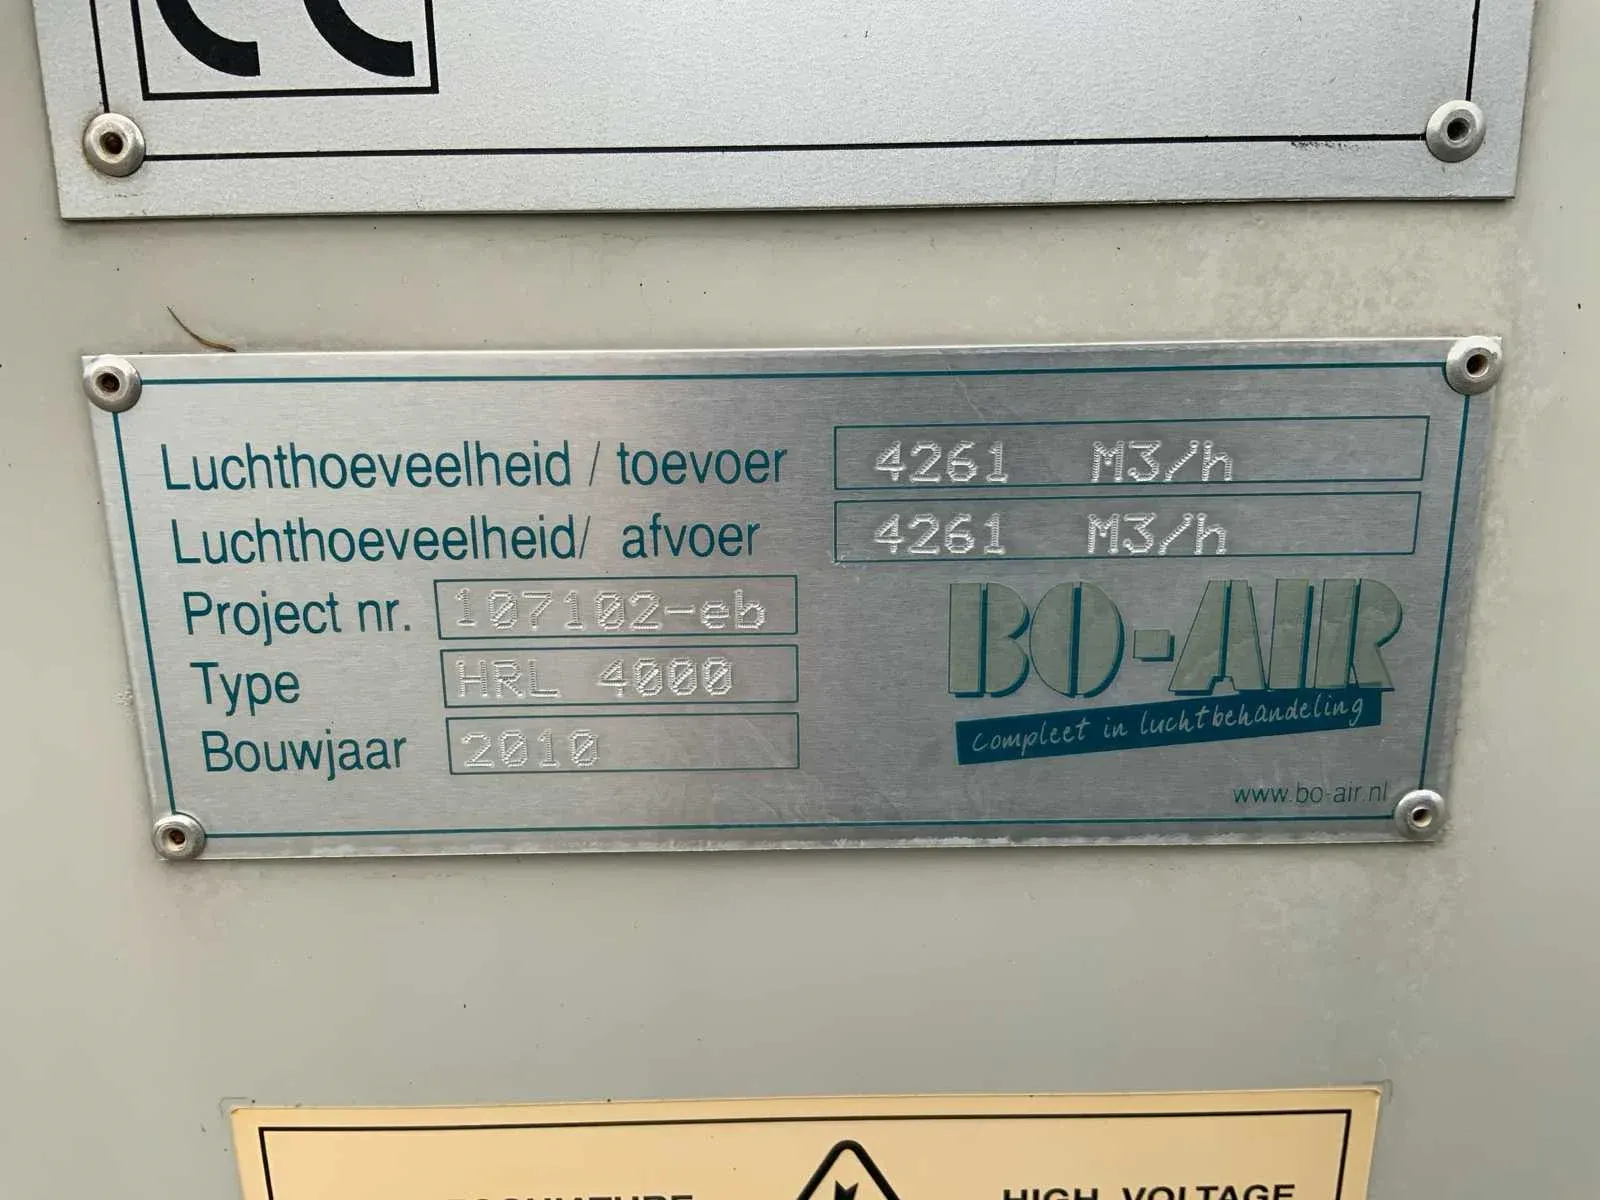 CE
Luchthoeveelheid / toevoer 4261 M3/h
Luchthoeveelheid/ afvoer 4261 M3/h
Project nr. 107102-eb
Type HRL 4000
Bouwjaar 2010
BO-AIR
compleet in luchtbehandeling
www.bo-air.nl
HIGH VOLTAGE